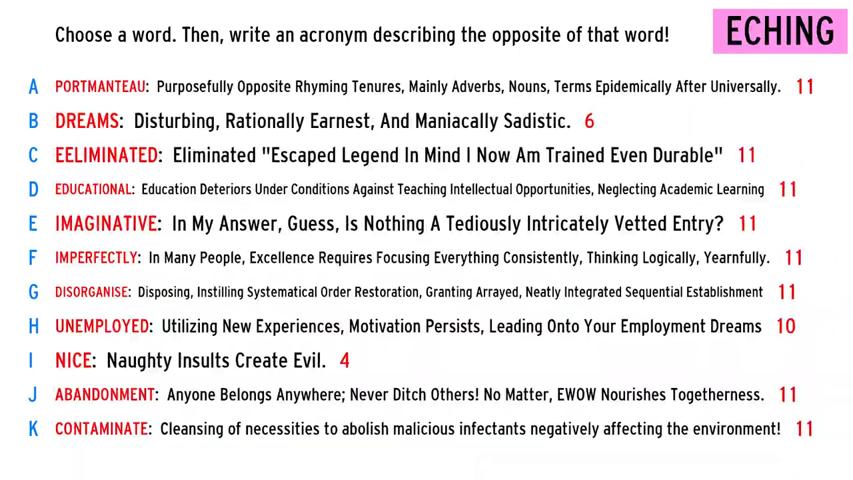 Choose a word. Then, write an acronym describing the opposite of that word!
ECHING
A PORTMANTEAU: Purposefully Opposite Rhyming Tenures, Mainly Adverbs, Nouns, Terms Epidemically After Universally. 11
B DREAMS: Disturbing, Rationally Earnest, And Maniacally Sadistic. 6
C EELIMINATED: Eliminated "Escaped Legend In Mind I Now Am Trained Even Durable" 11
D EDUCATIONAL: Education Deteriors Under Conditions Against Teaching Intellectual Opportunities, Neglecting Academic Learning 11
E IMAGINATIVE: In My Answer, Guess, Is Nothing A Tediously Intricately Vetted Entry? 11
F IMPERFECTLY: In Many People, Excellence Requires Focusing Everything Consistently, Thinking Logically, Yearnfully. 11
G DISORGANISE: Disposing, Instilling Systematical Order Restoration, Granting Arrayed, Neatly Integrated Sequential Establishment 11
H UNEMPLOYED: Utilizing New Experiences, Motivation Persists, Leading Onto Your Employment Dreams 10
I NICE: Naughty Insults Create Evil. 4
J ABANDONMENT: Anyone Belongs Anywhere; Never Ditch Others! No Matter, EWOW Nourishes Togetherness. 11
K CONTAMINATE: Cleansing of necessities to abolish malicious infectants negatively affecting the environment! 11